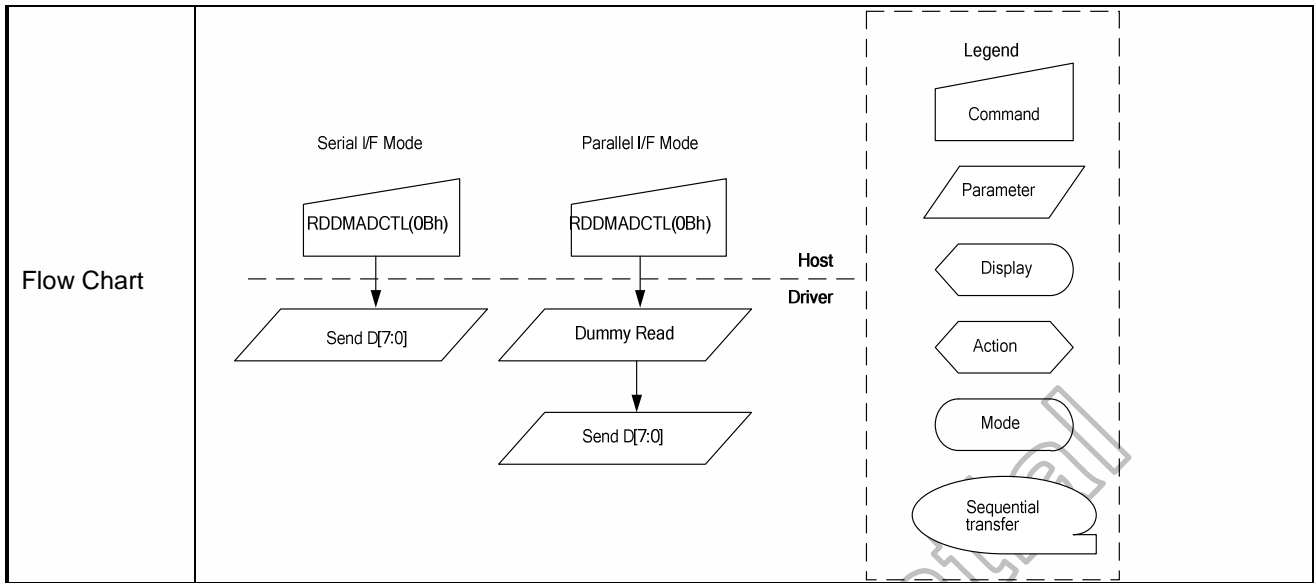 Flow Chart
Serial I/F Mode
RDDMADCTL(0Bh)
Send D[7:0]
Parallel I/F Mode
RDDMADCTL(0Bh)
Dummy Read
Send D[7:0]
Host
Driver
Legend
Command
Parameter
Display
Action
Mode
Sequential
transfer